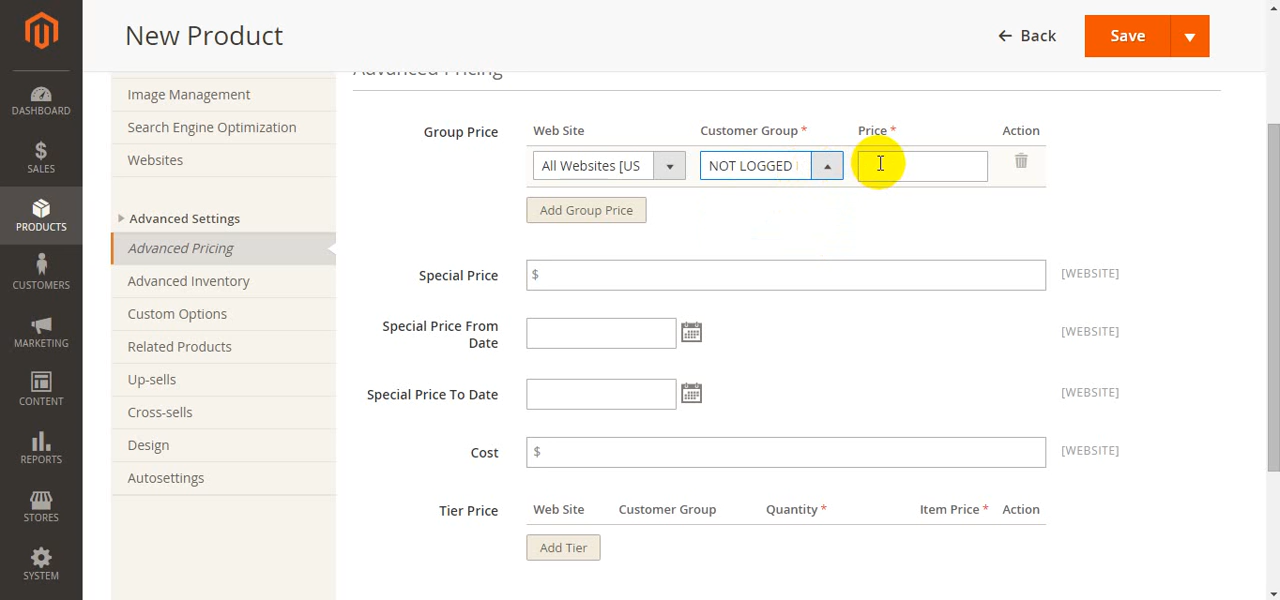 New Product
Back
Save
DASHBOARD
SALES
PRODUCTS
CUSTOMERS
MARKETING
CONTENT
REPORTS
STORES
SYSTEM
Image Management
Search Engine Optimization
Websites
Advanced Settings
Advanced Pricing
Advanced Inventory
Custom Options
Related Products
Up-sells
Cross-sells
Design
Autosettings
Advanced Pricing
Group Price
Web Site Customer Group * Price * Action
All Websites [US NOT LOGGED
Add Group Price
Special Price $ [WEBSITE]
Special Price From
Date
[WEBSITE]
Special Price To Date [WEBSITE]
Cost $ [WEBSITE]
Tier Price Web Site Customer Group Quantity * Item Price * Action
Add Tier